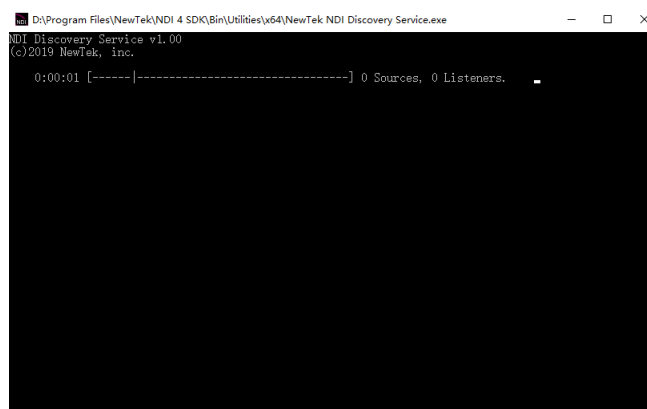 NDI D:\Program Files\NewTek\NDI 4 SDK\Bin\Utilities\x64\NewTek NDI Discovery Service.exe
NDI Discovery Service v1.00
(c)2019 NewTek, inc.
0:00:01 [------|---------------------------------] 0 Sources, 0 Listeners.